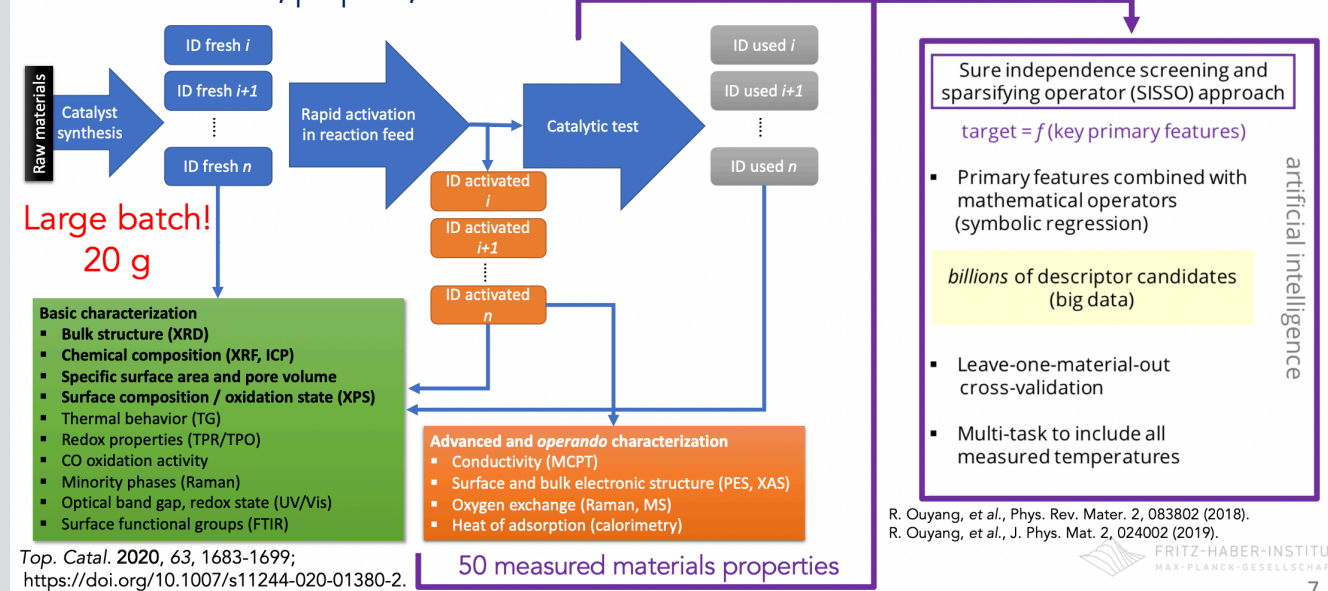 Raw materials
Catalyst
synthesis
ID fresh i
ID fresh i+1
ID fresh n
Rapid activation
in reaction feed
Catalytic test
ID used i
ID used i+1
ID used n
ID activated
i
ID activated
i+1
ID activated
n
Large batch!
20 g
Basic characterization
▪ Bulk structure (XRD)
▪ Chemical composition (XRF, ICP)
▪ Specific surface area and pore volume
▪ Surface composition / oxidation state (XPS)
▪ Thermal behavior (TG)
▪ Redox properties (TPR/TPO)
▪ CO oxidation activity
▪ Minority phases (Raman)
▪ Optical band gap, redox state (UV/Vis)
▪ Surface functional groups (FTIR)
Advanced and operando characterization
▪ Conductivity (MCPT)
▪ Surface and bulk electronic structure (PES, XAS)
▪ Oxygen exchange (Raman, MS)
▪ Heat of adsorption (calorimetry)
Top. Catal. 2020, 63, 1683-1699;
https://doi.org/10.1007/s11244-020-01380-2.
50 measured materials properties
Sure independence screening and
sparsifying operator (SISSO) approach
target = f (key primary features)
▪ Primary features combined with
mathematical operators
(symbolic regression)
billions of descriptor candidates
(big data)
▪ Leave-one-material-out
cross-validation
▪ Multi-task to include all
measured temperatures
artificial intelligence
R. Ouyang, et al., Phys. Rev. Mater. 2, 083802 (2018).
R. Ouyang, et al., J. Phys. Mat. 2, 024002 (2019).
FRITZ-HABER-INSTITU
MAX-PLANCK-GESELLSCHAF